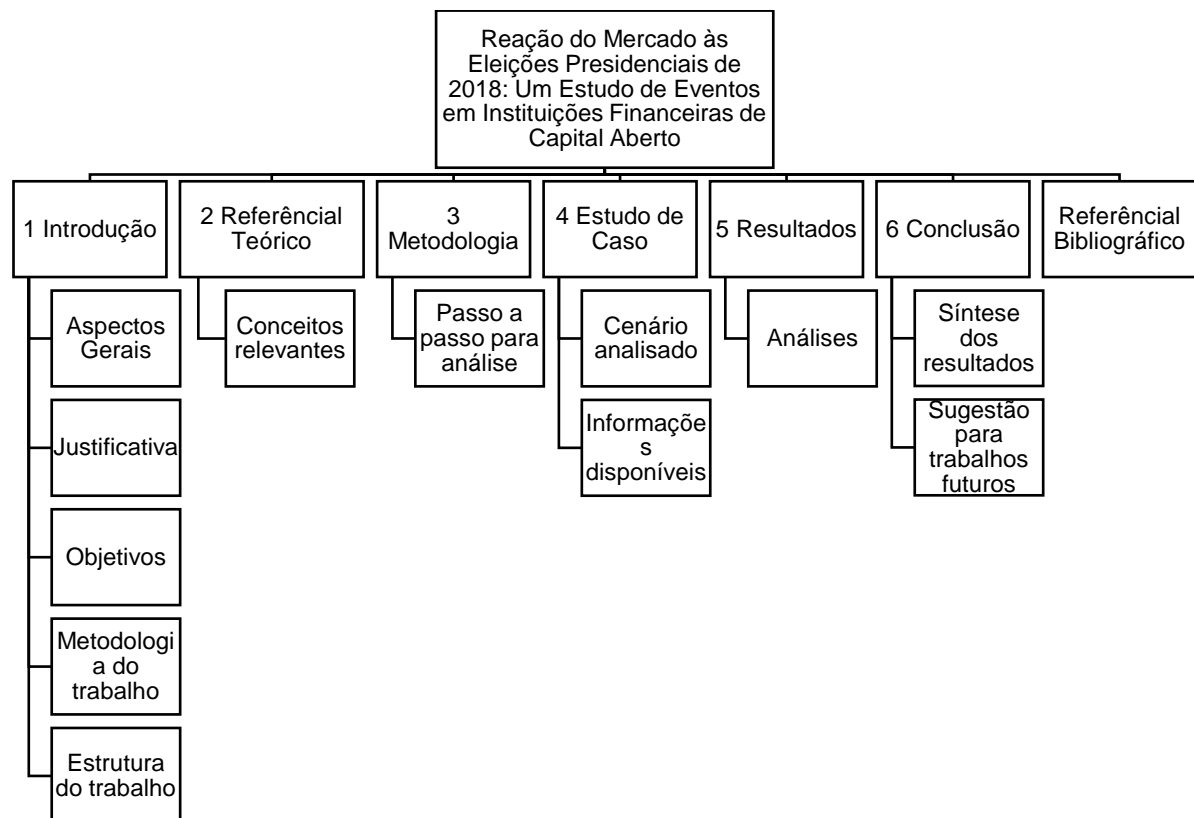 Reação do Mercado às
Eleições Presidenciais de
2018: Um Estudo de Eventos
em Instituições Financeiras de
Capital Aberto
1 Introdução
Aspectos
Gerais
Justificativa
Objetivos
Metodologi
a do
trabalho
Estrutura
do trabalho
2 Referêncial
Teórico
Conceitos
relevantes
3
Metodologia
Passo a
passo para
análise
4 Estudo de
Caso
Cenário
analisado
Informaçõe
s
disponíveis
5 Resultados
Análises
6 Conclusão
Síntese
dos
resultados
Sugestão
para
trabalhos
futuros
Referêncial
Bibliográfico